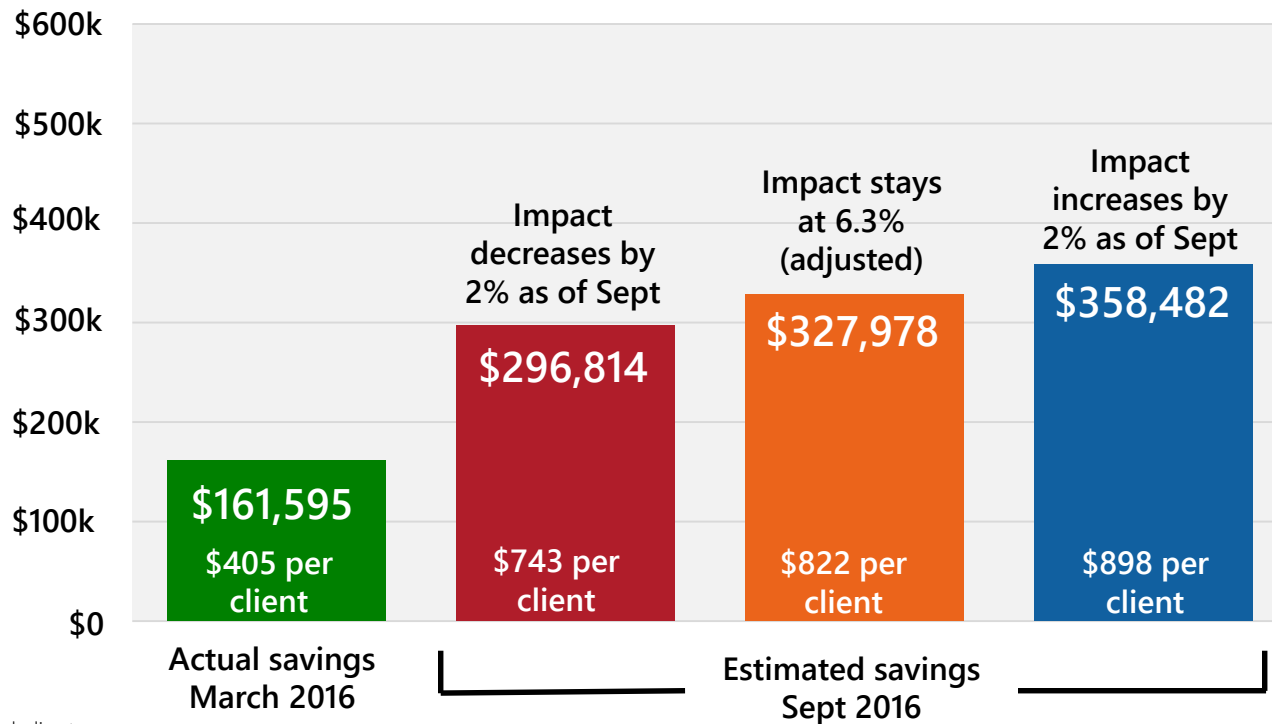 $600k
$500k
$400k
$300k
$200k
$100k
$0
$161,595
$405 per
client
Impact
decreases by
2% as of Sept
$296,814
$743 per
client
Impact stays
at 6.3%
(adjusted)
$327,978
$822 per
client
Impact
increases by
2% as of Sept
$358,482
$898 per
client
Actual savings
March 2016
Estimated savings
Sept 2016